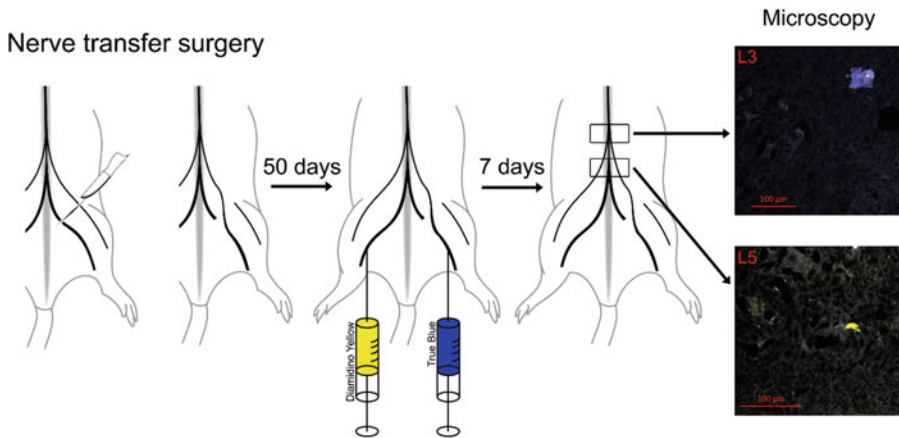 Nerve transfer surgery
Microscopy
L3
100 µm
50 days
7 days
L5
100 µm
Diamidino Yellow
True Blue